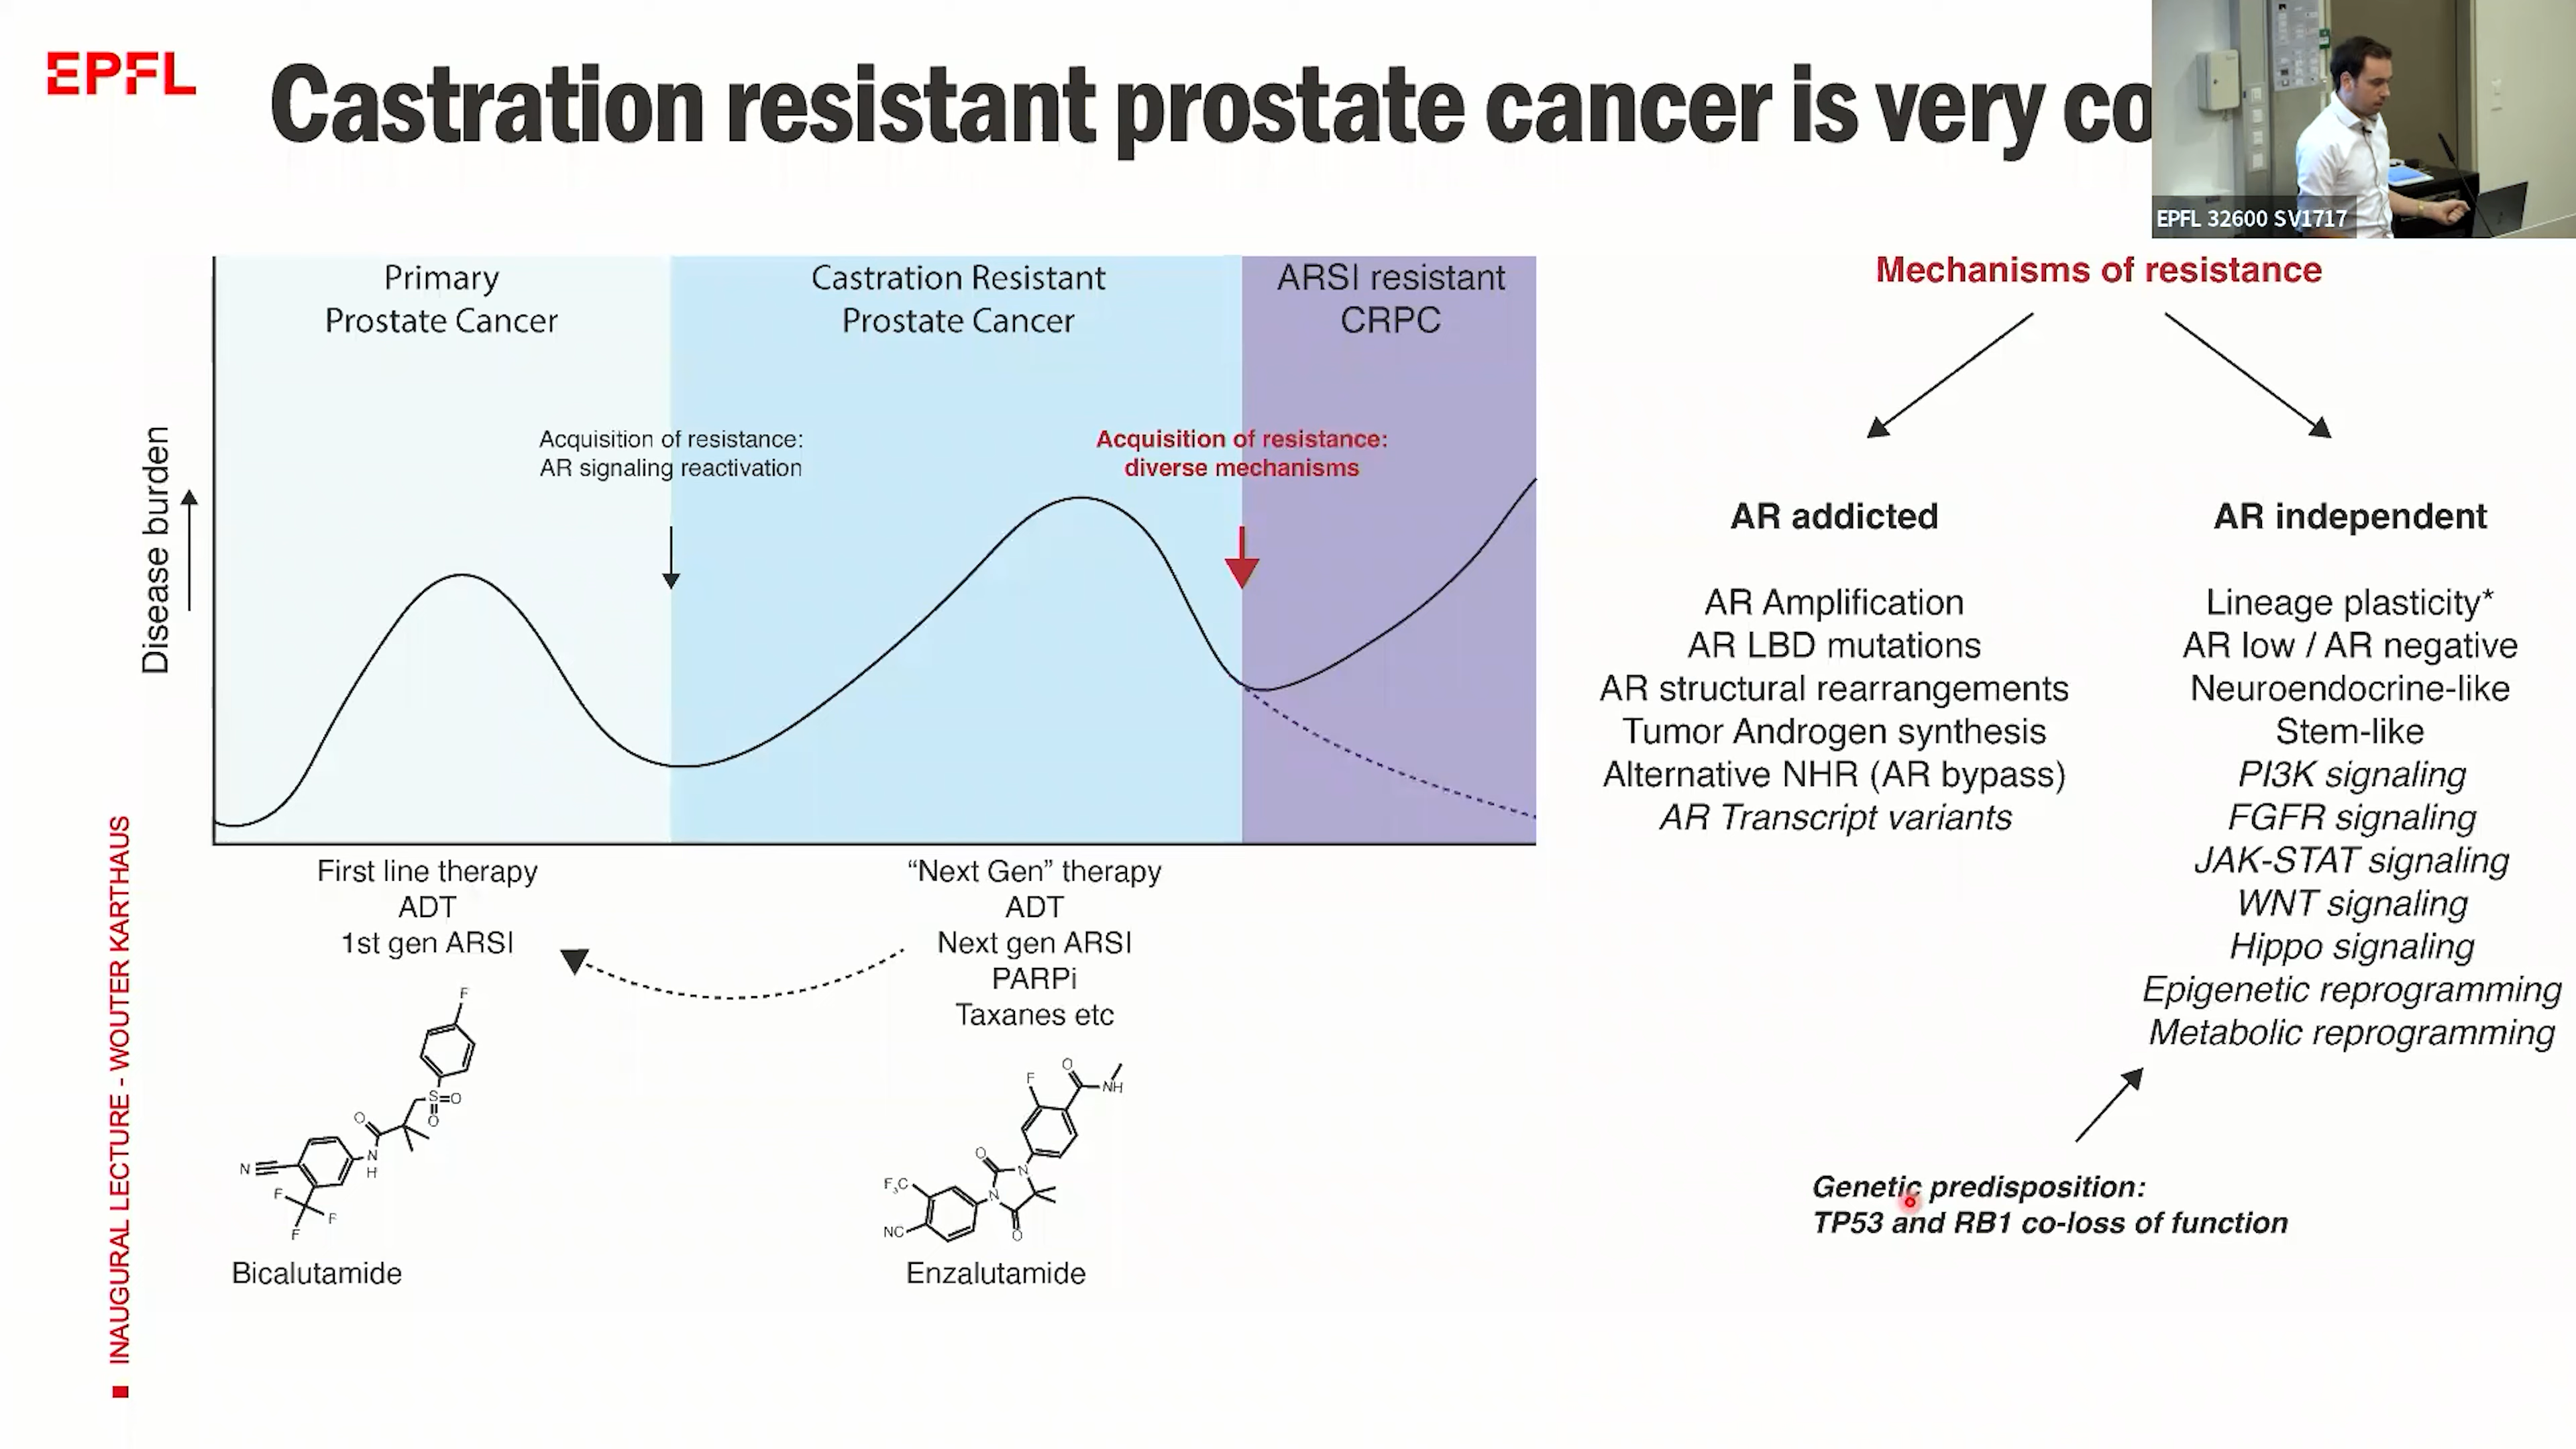 EPFL
Castration resistant prostate cancer is very co
EPFL 32600 SV1717
Primary
Prostate Cancer
Castration Resistant
Prostate Cancer
ARSI resistant
CRPC
Acquisition of resistance:
AR signaling reactivation
Acquisition of resistance:
diverse mechanisms
Disease burden
First line therapy
ADT
1st gen ARSI
“Next Gen” therapy
ADT
Next gen ARSI
PARPi
Taxanes etc
F
S=O
O
O
N
H
N
F
F
F
Bicalutamide
F
O
NH
O
N
F3C
N
NC
O
Enzalutamide
Mechanisms of resistance
AR addicted
AR Amplification
AR LBD mutations
AR structural rearrangements
Tumor Androgen synthesis
Alternative NHR (AR bypass)
AR Transcript variants
AR independent
Lineage plasticity*
AR low / AR negative
Neuroendocrine-like
Stem-like
PI3K signaling
FGFR signaling
JAK-STAT signaling
WNT signaling
Hippo signaling
Epigenetic reprogramming
Metabolic reprogramming
Genetic predisposition:
TP53 and RB1 co-loss of function
INAUGURAL LECTURE - WOUTER KARTHAUS